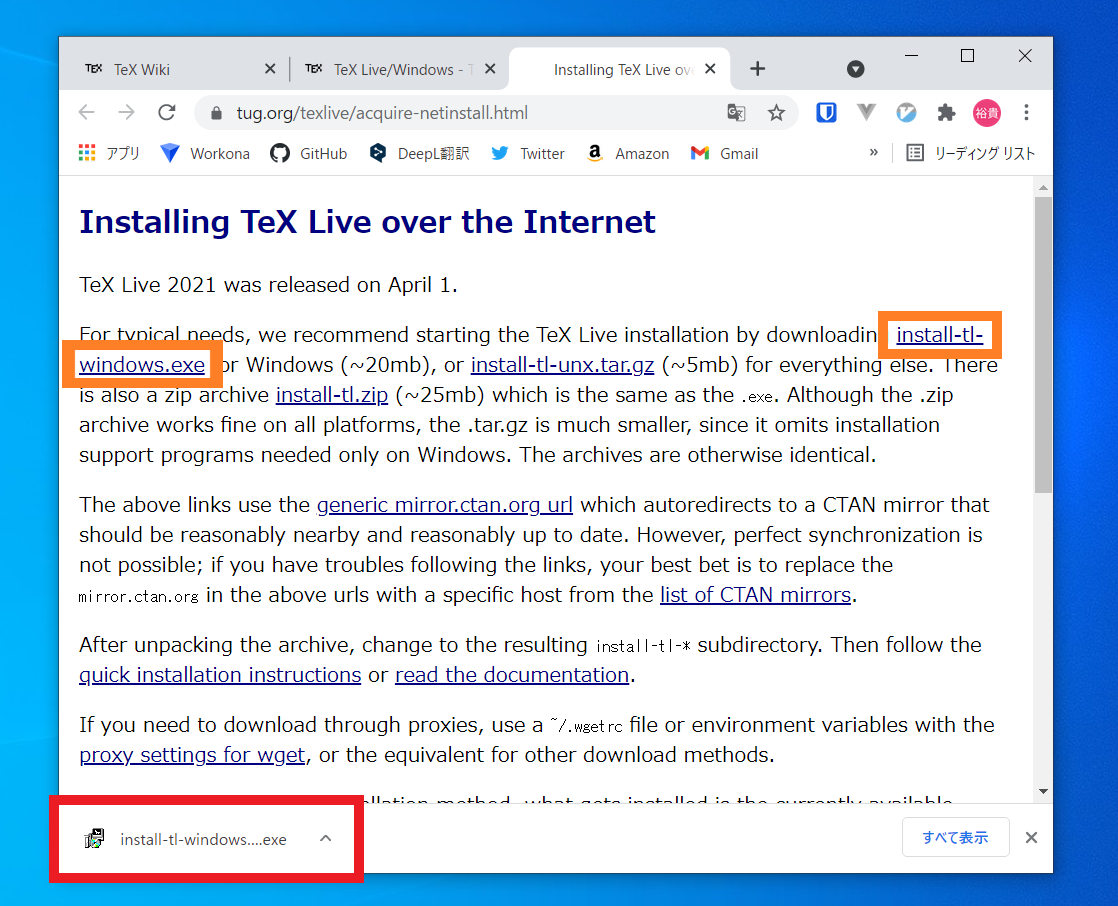 TEX TeX Wiki
TEX TeX Live/Windows - T
Installing TeX Live ov
tug.org/texlive/acquire-netinstall.html
裕貴
アプリ Workona GitHub DeepL翻訳 Twitter Amazon Gmail » リーディング リスト
Installing TeX Live over the Internet
TeX Live 2021 was released on April 1.
For typical needs, we recommend starting the TeX Live installation by downloadin install-tl-
windows.exe or Windows (~20mb), or install-tl-unx.tar.gz (~5mb) for everything else. There
is also a zip archive install-tl.zip (~25mb) which is the same as the .exe. Although the .zip
archive works fine on all platforms, the .tar.gz is much smaller, since it omits installation
support programs needed only on Windows. The archives are otherwise identical.
The above links use the generic mirror.ctan.org url which autoredirects to a CTAN mirror that
should be reasonably nearby and reasonably up to date. However, perfect synchronization is
not possible; if you have troubles following the links, your best bet is to replace the
mirror.ctan.org in the above urls with a specific host from the list of CTAN mirrors.
After unpacking the archive, change to the resulting install-tl-* subdirectory. Then follow the
quick installation instructions or read the documentation.
If you need to download through proxies, use a ~/.wgetrc file or environment variables with the
proxy settings for wget, or the equivalent for other download methods.
llation method, what gets installed is the currently available
install-tl-windows....exe
すべて表示